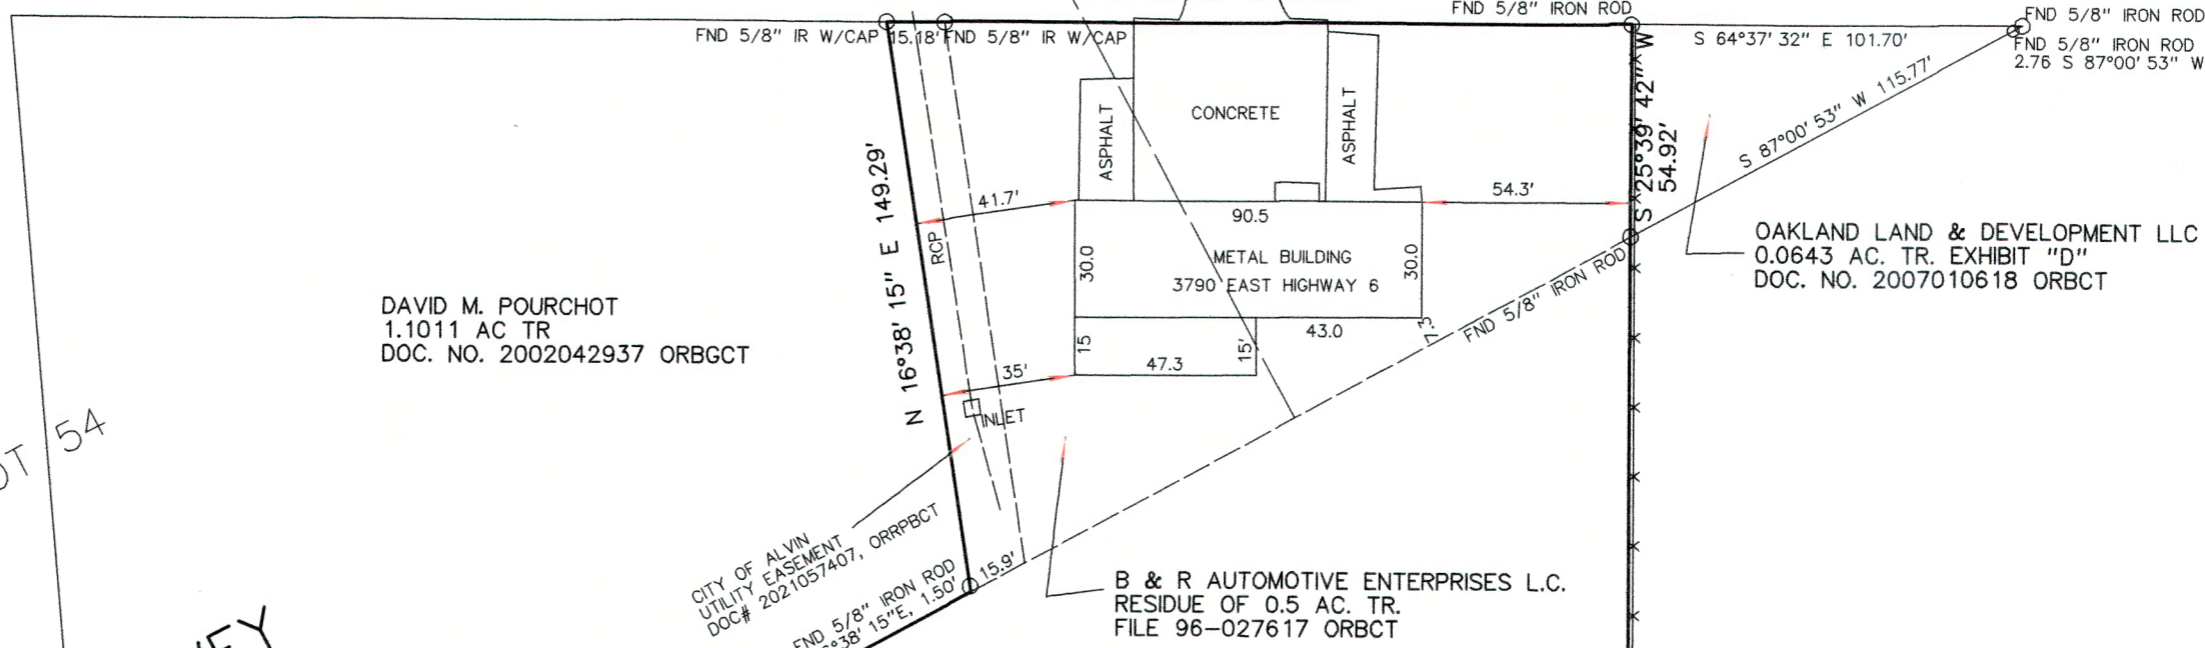 FND 5/8" IRON ROD
FND 5/8" IRON ROD
FND 5/8" IR W/CAP
15.18'
FND 5/8" IR W/CAP
S 64°37' 32" E 101.70'
FND 5/8" IRON ROD
2.76 S 87°00' 53" W
S 87°00' 53" W 115.77'
S 25°39' 42" W
54.92'
ASPHALT
CONCRETE
ASPHALT
N 16°38' 15" E 149.29'
41.7'
54.3'
90.5
RCP
30.0
METAL BUILDING
3790 EAST HIGHWAY 6
30.0
OAKLAND LAND & DEVELOPMENT LLC
0.0643 AC. TR. EXHIBIT "D"
DOC. NO. 2007010618 ORBCT
FND 5/8" IRON ROD
DAVID M. POURCHOT
1.1011 AC TR
DOC. NO. 2002042937 ORBGCT
43.0
7.3
15
15'
47.3
35'
INLET
54
CITY OF ALVIN
UTILITY EASEMENT
DOC# 2021057407, ORRPBCT
15.9'
FND 5/8" IRON ROD
38' 15"E, 1.50'
B & R AUTOMOTIVE ENTERPRISES L.C.
RESIDUE OF 0.5 AC. TR.
FILE 96-027617 ORBCT